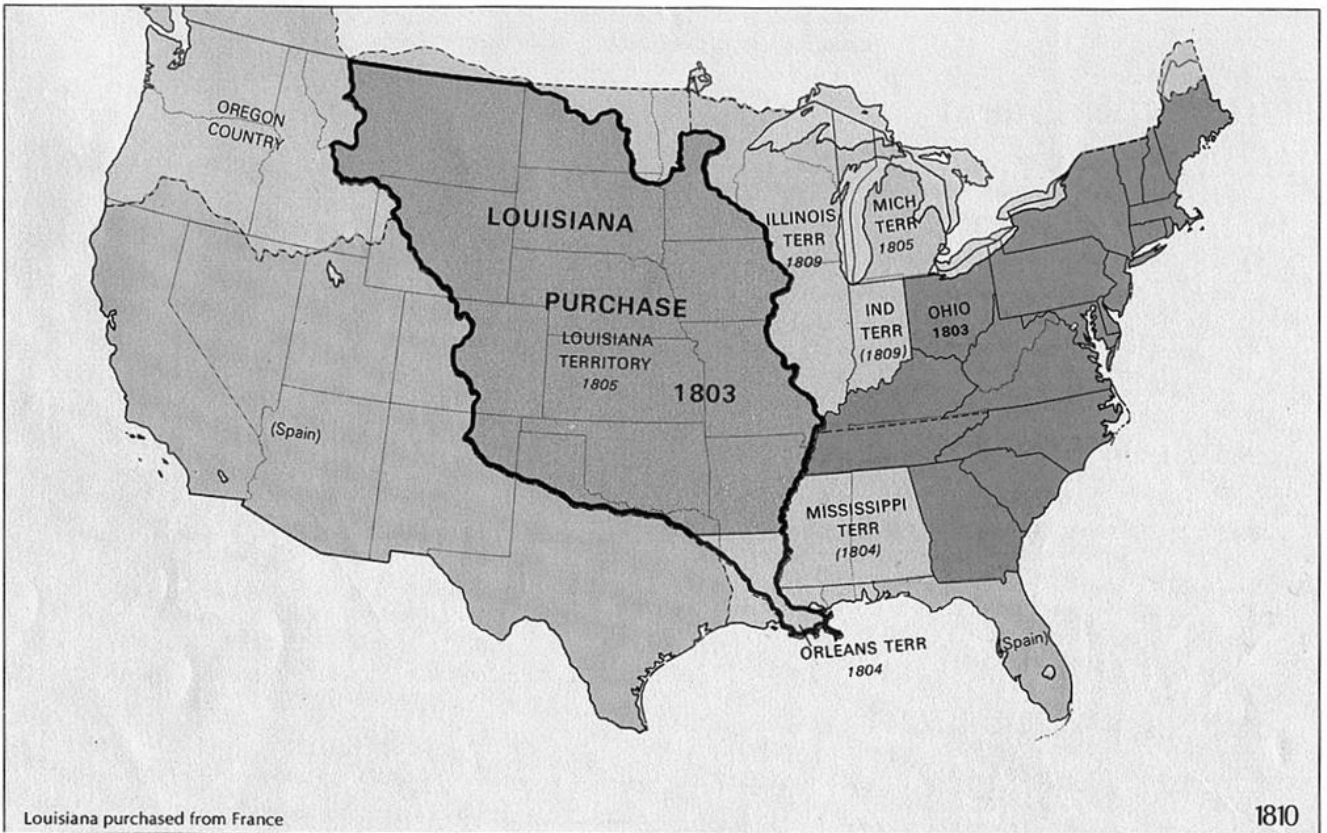 OREGON
COUNTRY
LOUISIANA
PURCHASE
LOUISIANA
TERRITORY
1805
1803
(Spain)
ILLINOIS
TERR
1809
MICH
TERR
1805
IND
TERR
(1809)
OHIO
1803
MISSISSIPPI
TERR
(1804)
ORLEANS TERR
1804
(Spain)
Louisiana purchased from France
1810